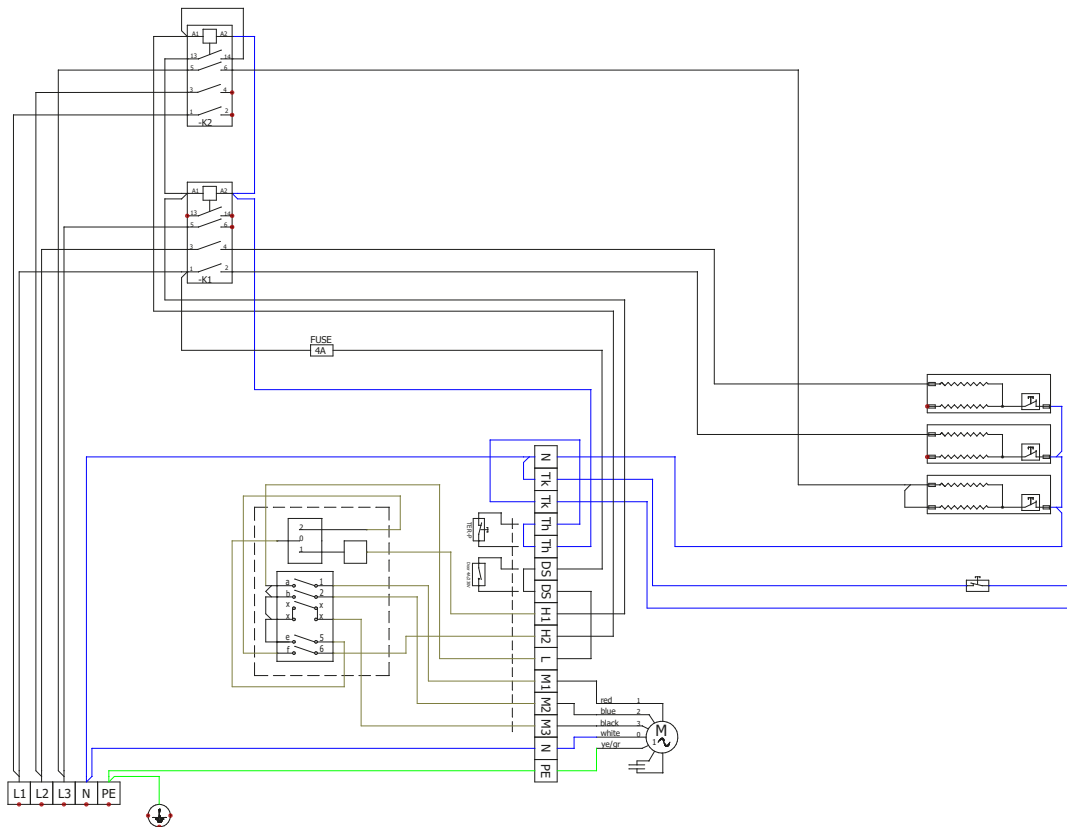 A1 A2
13 14
5 6
3 4
1 2
-K2
A1 A2
13 14
5 6
3 4
1 2
-K1
FUSE
4A
N
Tk
Tk
TER-P
Th
Th
DS
DS
H1
H2
L
M1
M2
M3
N
PE
2
0
1
a 1
b 2
x x
x x
e 5
f 6
red 1
blue 2
black 3
white 0
ye/gr
M
1
L1 L2 L3 N PE